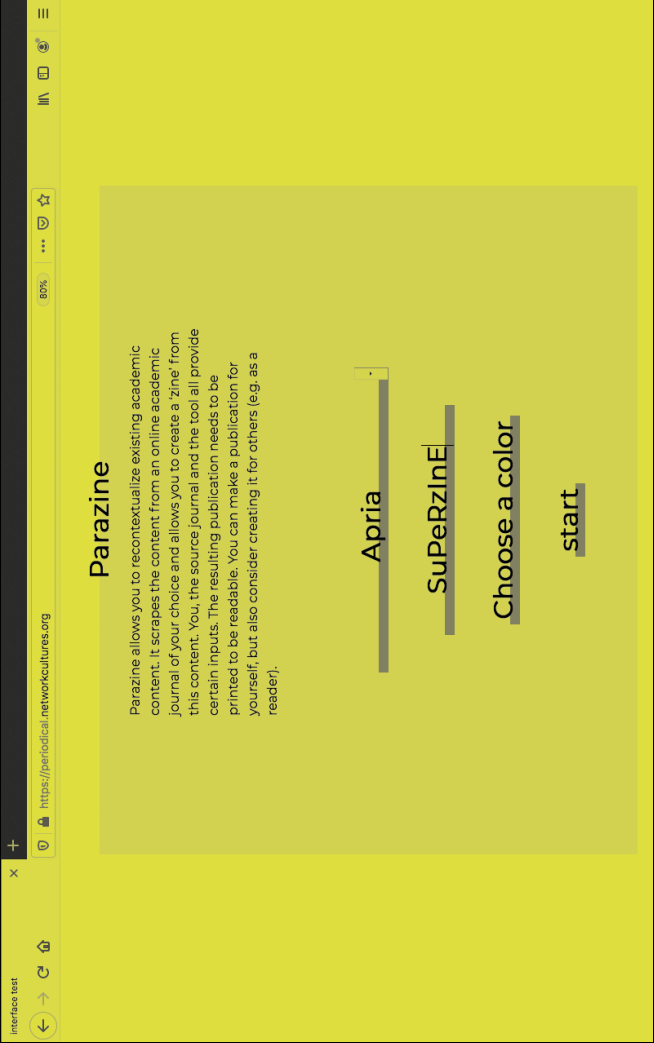 interface test
https://periodical.networkcultures.org
80%
Parazine
Parazine allows you to recontextualize existing academic
content. It scrapes the content from an online academic
journal of your choice and allows you to create a 'zine' from
this content. You, the source journal and the tool all provide
certain inputs. The resulting publication needs to be
printed to be readable. You can make a publication for
yourself, but also consider creating it for others (e.g. as a
reader).
Apria
SuPeRzInE
Choose a color
start